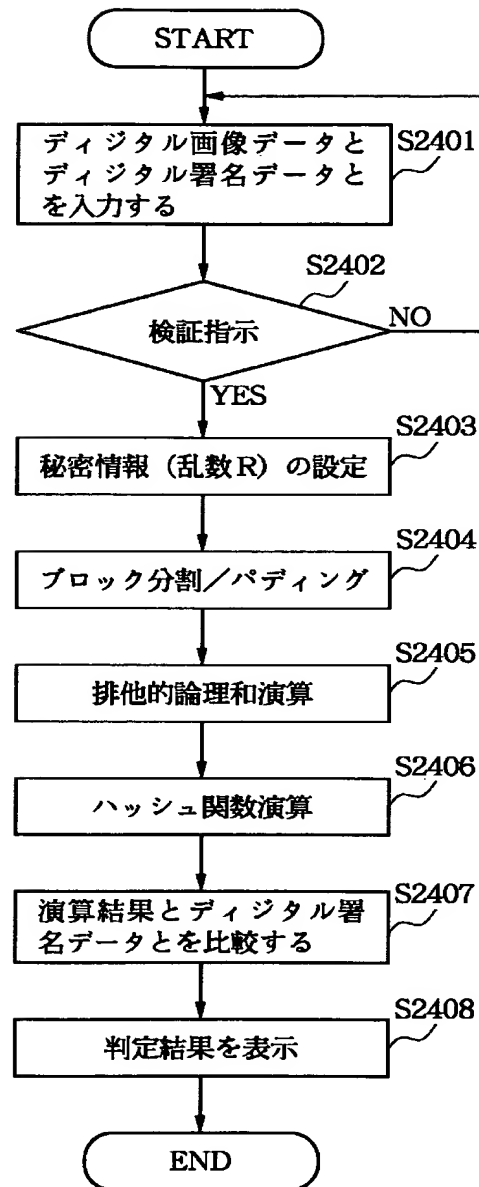 START
ディジタル画像データと
ディジタル署名データと
を入力する
S2401
S2402
検証指示
NO
YES
S2403
秘密情報（乱数R）の設定
S2404
ブロック分割／パディング
S2405
排他的論理和演算
S2406
ハッシュ関数演算
S2407
演算結果とディジタル署
名データとを比較する
S2408
判定結果を表示
END